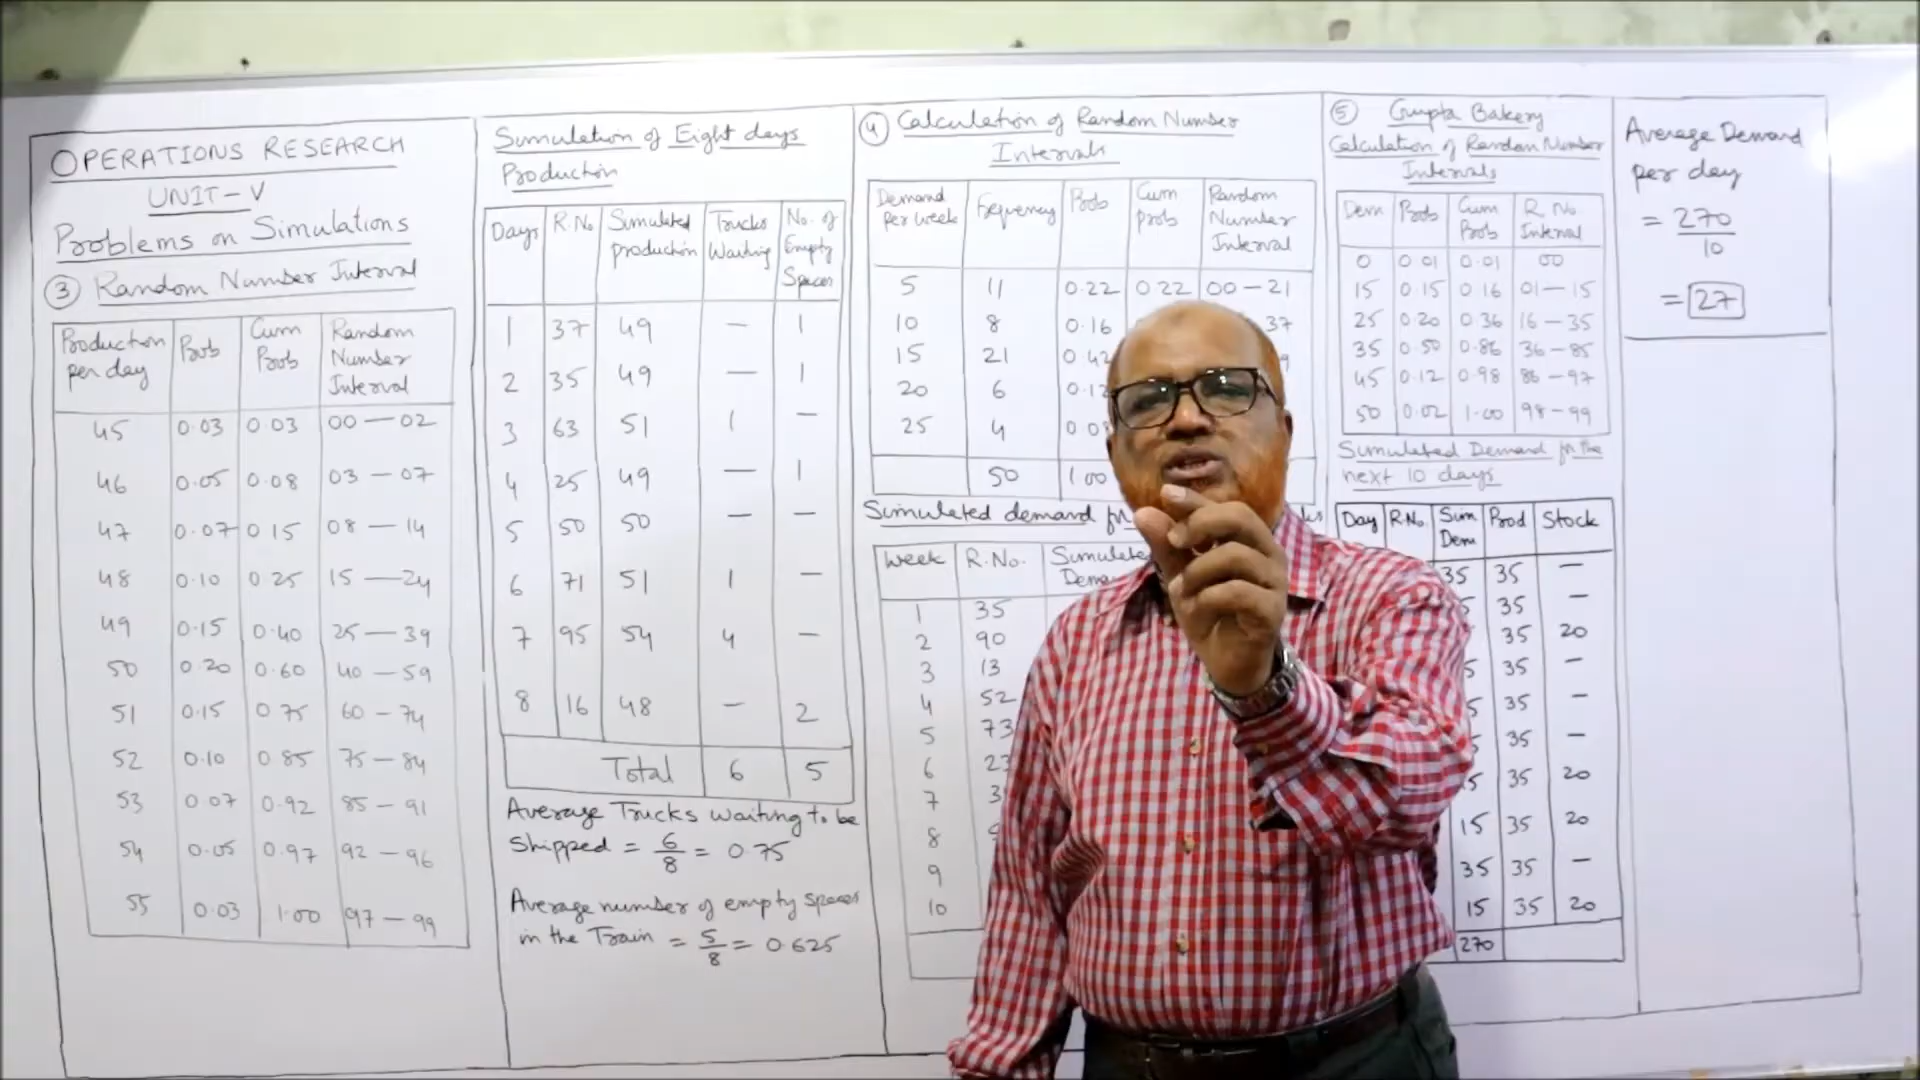 OPERATIONS RESEARCH
UNIT-V
Problems on Simulations
③ Random Number Interval
Production per day | Prob | Cum Prob | Random Number Interval
45 0.03 0.03 00—02
46 0.05 0.08 03—07
47 0.07 0.15 08—14
48 0.10 0.25 15—24
49 0.15 0.40 25—39
50 0.20 0.60 40—59
51 0.15 0.75 60—74
52 0.10 0.85 75—84
53 0.07 0.92 85—91
54 0.05 0.97 92—96
55 0.03 1.00 97—99
Simulation of Eight days
Production
Days | R.No | Simulated production | Trucks Waiting | No. of Empty Spaces
1 37 49 — 1
2 35 49 — 1
3 63 51 1 —
4 25 49 — 1
5 50 50 — —
6 71 51 1 —
7 95 54 4 —
8 16 48 — 2
Total 6 5
Average Trucks waiting to be
shipped = 6/8 = 0.75
Average number of empty spaces
in the Train = 5/8 = 0.625
④ Calculation of Random Number
Intervals
Demand Per week | Frequency | Prob | Cum prob | Random Number Interval
5 11 0.22 0.22 00—21
10 8 0.16 37
15 21 0.42
20 6
25 4
50 1.00
Simulated demand
Week | R.No. | Simulated
1 35
2 90
3 13
4 52
5 73
6 23
7
8
9
10
⑤ Gupta Bakery
Calculation of Random Number
Intervals
Dem | Prob | Cum Prob | R No Interval
0 0.01 0.01 00
15 0.15 0.16 01—15
25 0.20 0.36 16—35
35 0.50 0.86 36—85
45 0.12 0.98 86—97
50 0.02 1.00 98—99
Simulated Demand for the
next 10 days
Day | R.No. | Sim Dem | Prod | Stock
35 35 —
35 —
35 20
35 —
35 —
35 —
35 20
15 35 20
35 35 —
15 35 20
270
Average Demand
per day
= 270/10
= 27